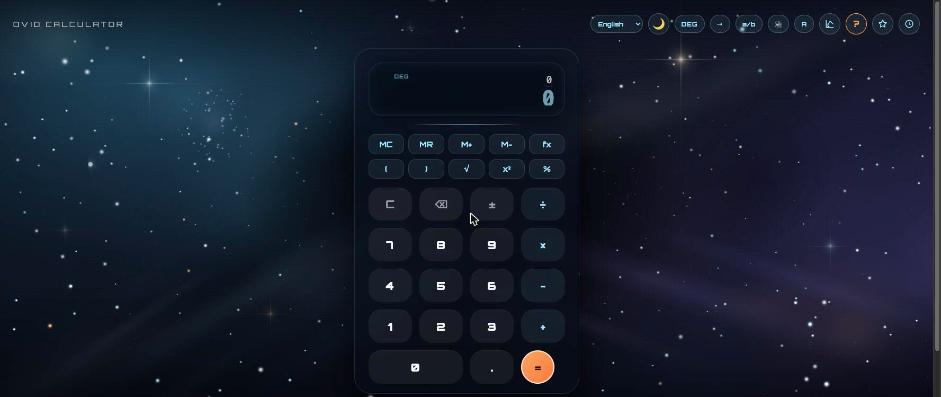 OVIO CALCULATOR
English
DEG
→
a/b
A
?
DEG
0
0
MC MR M+ M- fx
( ) √ x² %
C ± ÷
7 8 9 ×
4 5 6 -
1 2 3 +
0 . =